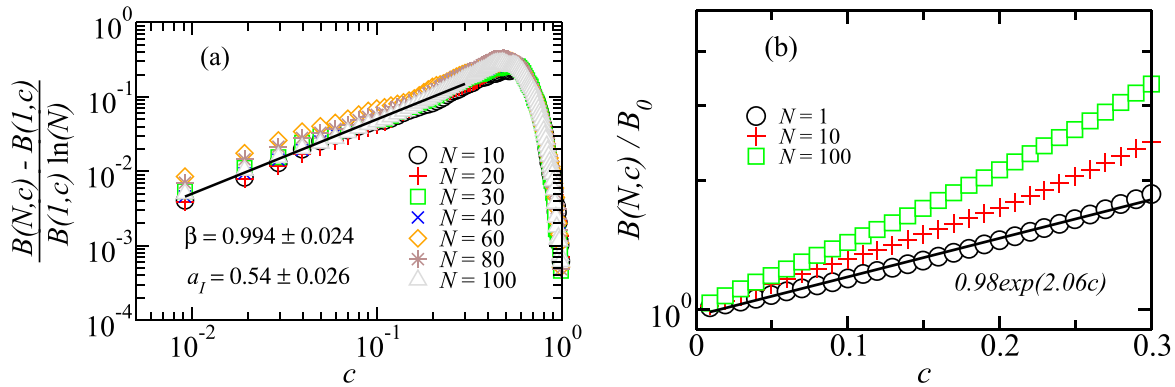 (a)
B(N,c) - B(1,c)
B(1,c) ln(N)
10^0
10^-1
10^-2
10^-3
10^-4
N = 10
N = 20
N = 30
N = 40
N = 60
N = 80
N = 100
β = 0.994 ± 0.024
a_I = 0.54 ± 0.026
10^-2
10^-1
10^0
c
(b)
B(N,c) / B_0
10^0
N = 1
N = 10
N = 100
0.98exp(2.06c)
0
0.1
0.2
0.3
c